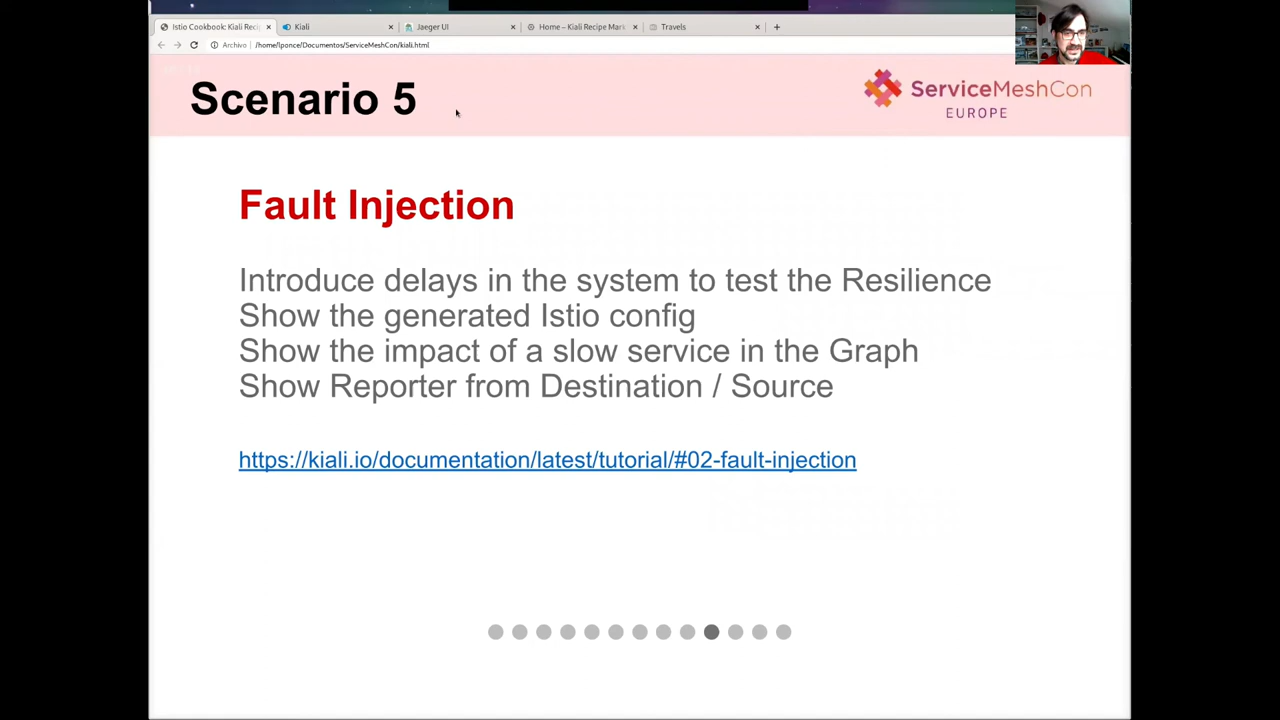 Istio Cookbook: Kiali Reci
Kiali
Jaeger UI
Home – Kiali Recipe Mark
Travels
Archivo
/home/lponce/Documentos/ServiceMeshCon/kiali.html
Scenario 5
ServiceMeshCon
EUROPE
Fault Injection
Introduce delays in the system to test the Resilience
Show the generated Istio config
Show the impact of a slow service in the Graph
Show Reporter from Destination / Source
https://kiali.io/documentation/latest/tutorial/#02-fault-injection